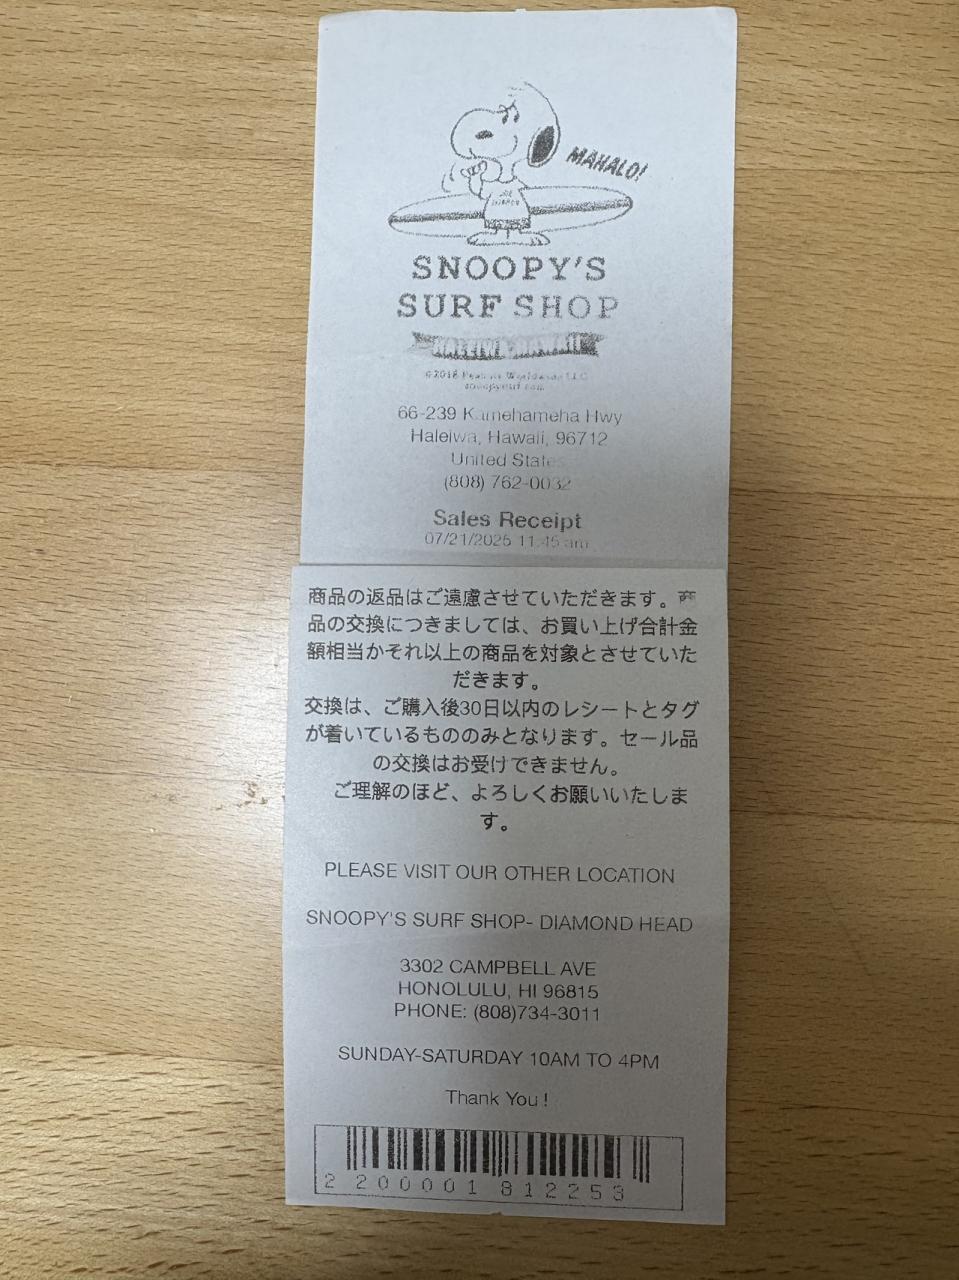 MAHALO!
JOE
SNOOPY'S
SURF SHOP
HALEIWA, HAWAII
©2018 Peanuts Worldwide LLC
snoopysurf.com
66-239 Kamehameha Hwy
Haleiwa, Hawaii, 96712
United States
(808) 762-0032
Sales Receipt
07/21/2025 11:45 am
商品の返品はご遠慮させていただきます。商
品の交換につきましては、お買い上げ合計金
額相当かそれ以上の商品を対象とさせていた
だきます。
交換は、ご購入後30日以内のレシートとタグ
が着いているもののみとなります。セール品
の交換はお受けできません。
ご理解のほど、よろしくお願いいたしま
す。
PLEASE VISIT OUR OTHER LOCATION
SNOOPY'S SURF SHOP- DIAMOND HEAD
3302 CAMPBELL AVE
HONOLULU, HI 96815
PHONE: (808)734-3011
SUNDAY-SATURDAY 10AM TO 4PM
Thank You !
2 200001 812253